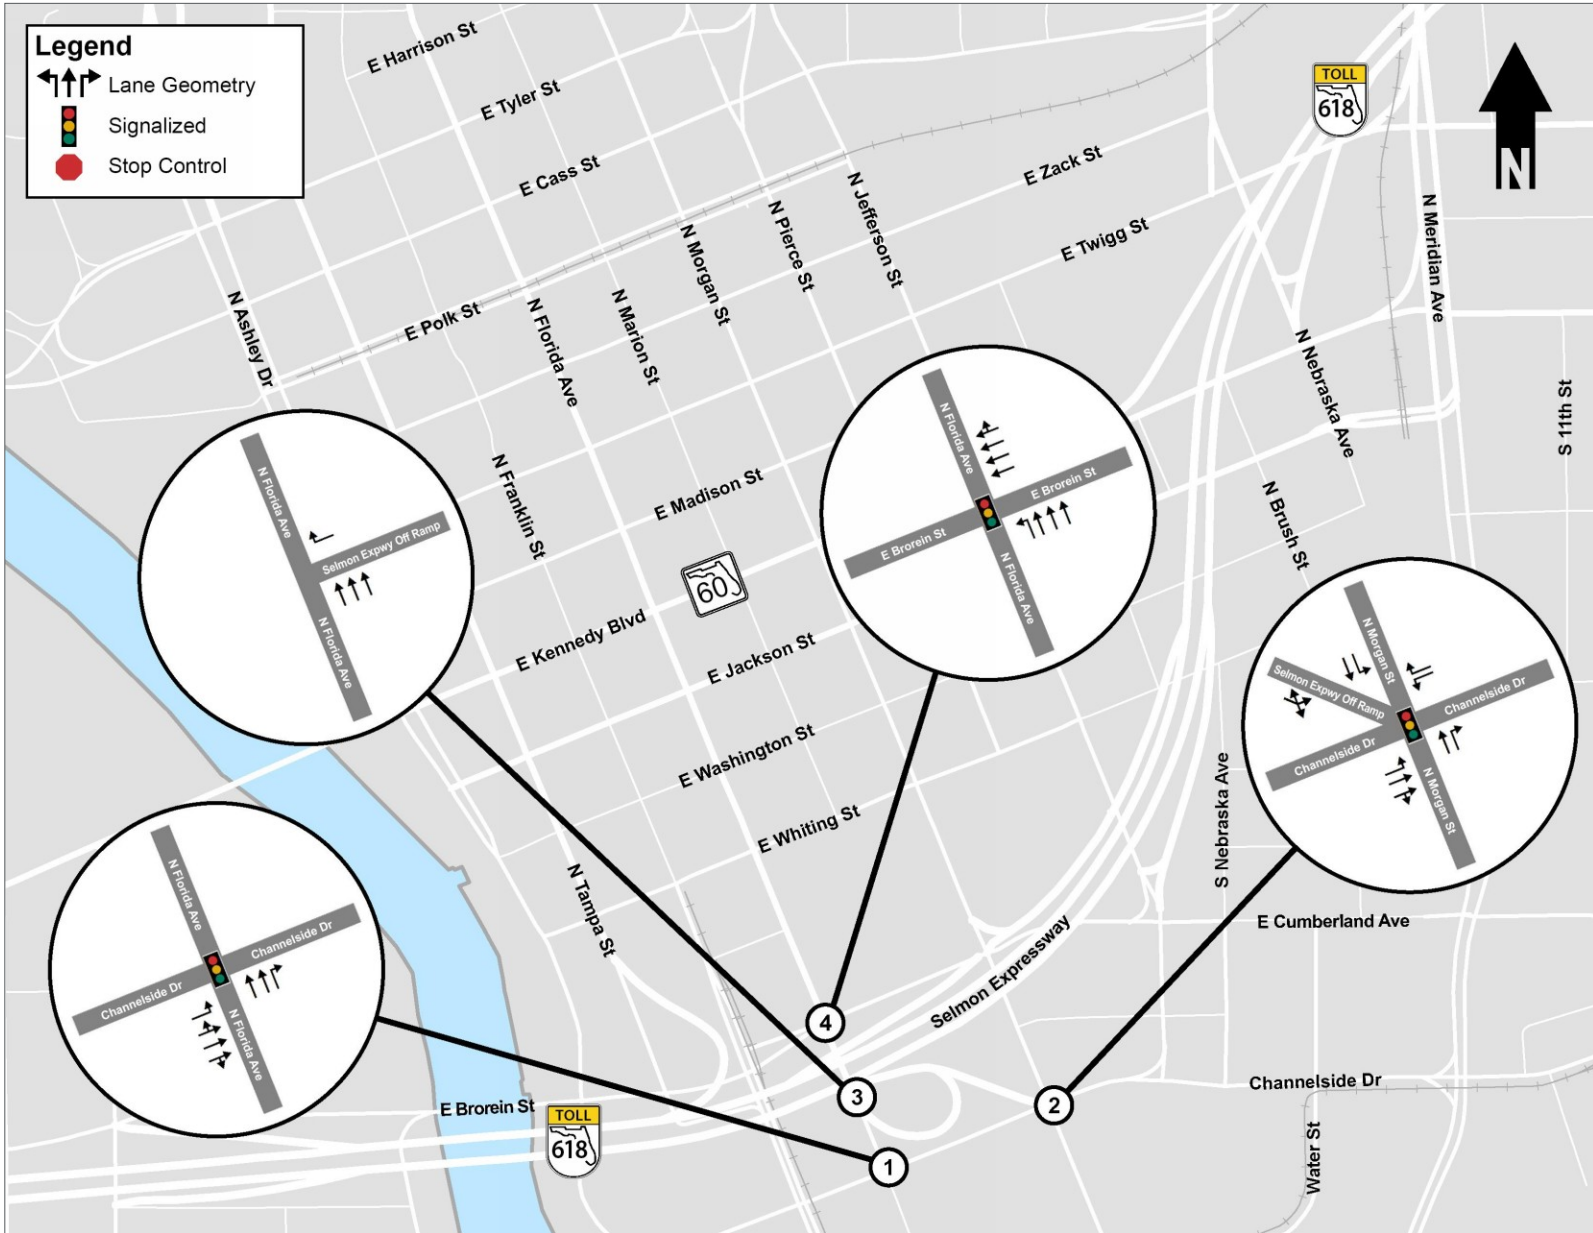 Legend
Lane Geometry
Signalized
Stop Control
E Harrison St
E Tyler St
E Cass St
E Polk St
E Zack St
E Twigg St
N Ashley Dr
N Florida Ave
N Marion St
N Morgan St
N Pierce St
N Jefferson St
TOLL
618
N
N Meridian Ave
N Nebraska Ave
S 11th St
N Franklin St
E Madison St
60
E Kennedy Blvd
E Jackson St
E Washington St
E Whiting St
N Brush St
S Nebraska Ave
E Cumberland Ave
N Tampa St
Selmon Expressway
Channelside Dr
Water St
E Brorein St
TOLL
618
N Florida Ave
Selmon Expwy Off Ramp
N Florida Ave
N Florida Ave
E Brorein St
E Brorein St
N Florida Ave
N Morgan St
Selmon Expwy Off Ramp
Channelside Dr
Channelside Dr
N Morgan St
N Florida Ave
Channelside Dr
Channelside Dr
N Florida Ave
4
3
2
1